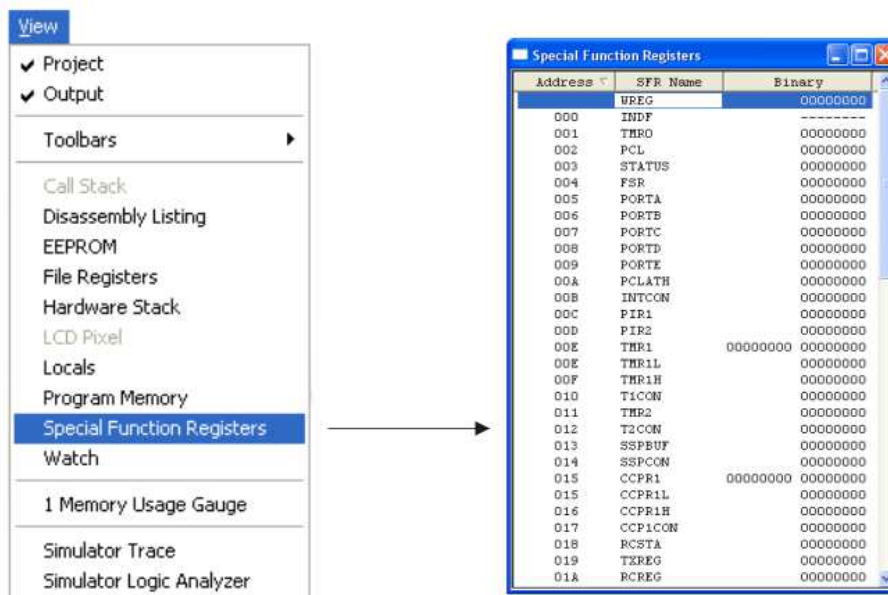 View
Project
Output
Toolbars
Call Stack
Disassembly Listing
EEPROM
File Registers
Hardware Stack
LCD Pixel
Locals
Program Memory
Special Function Registers
Watch
1 Memory Usage Gauge
Simulator Trace
Simulator Logic Analyzer
Special Function Registers
Address SFR Name Binary
WREG 00000000
000 INDF --------
001 TMR0 00000000
002 PCL 00000000
003 STATUS 00000000
004 FSR 00000000
005 PORTA 00000000
006 PORTB 00000000
007 PORTC 00000000
008 PORTD 00000000
009 PORTE 00000000
00A PCLATH 00000000
00B INTCON 00000000
00C PIR1 00000000
00D PIR2 00000000
00E TMR1 00000000 00000000
00E TMR1L 00000000
00F TMR1H 00000000
010 T1CON 00000000
011 TMR2 00000000
012 T2CON 00000000
013 SSPBUF 00000000
014 SSPCON 00000000
015 CCPR1 00000000 00000000
015 CCPR1L 00000000
016 CCPR1H 00000000
017 CCP1CON 00000000
018 RCSTA 00000000
019 TXREG 00000000
01A RCREG 00000000